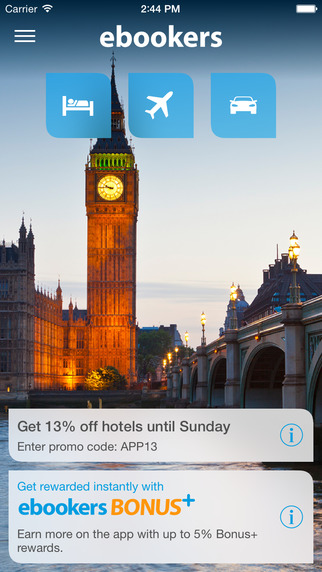 Carrier 2:44 PM
ebookers
Get 13% off hotels until Sunday
Enter promo code: APP13
Get rewarded instantly with
ebookers BONUS+
Earn more on the app with up to 5% Bonus+
rewards.